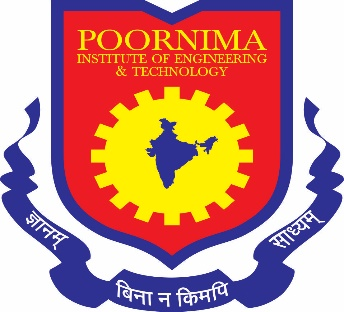 POORNIMA
INSTITUTE OF ENGINEERING
& TECHNOLOGY
ज्ञानम् बिना न किमपि साध्यम्